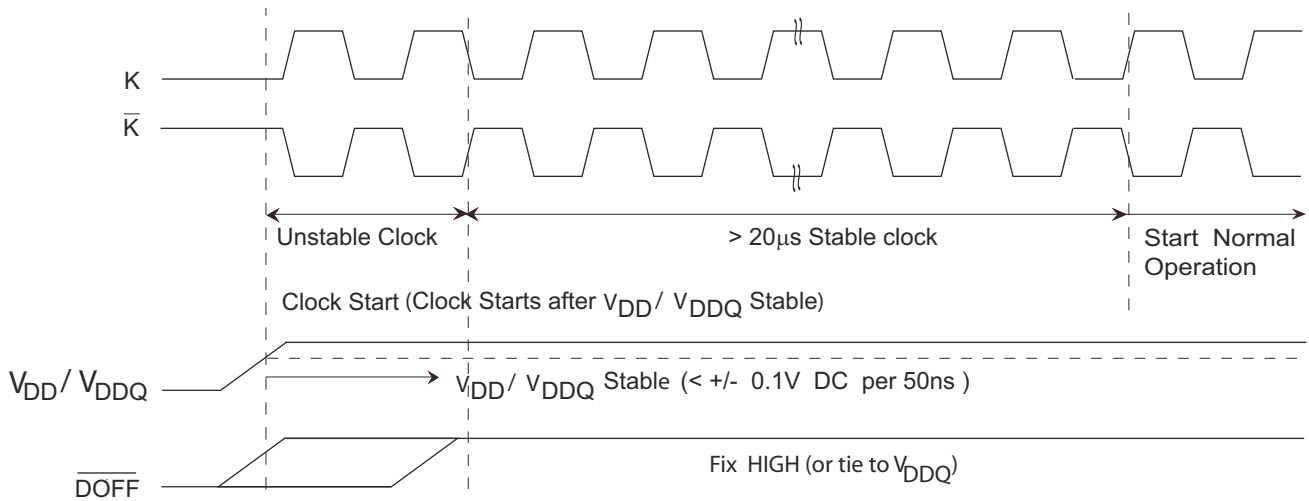 K
K̅
Unstable Clock
> 20μs Stable clock
Start Normal
Operation
Clock Start (Clock Starts after VDD / VDDQ Stable)
VDD / VDDQ
VDD / VDDQ Stable (< +/- 0.1V DC per 50ns )
Fix HIGH (or tie to VDDQ)
D̅O̅F̅F̅